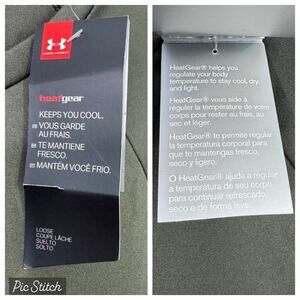 UNDER ARMOUR
heatgear
KEEPS YOU COOL.
VOUS GARDE
AU FRAIS.
TE MANTIENE
FRESCO.
MANTÉM VOCÊ FRIO.
LOOSE
COUPE LÂCHE
SUELTO
SOLTO
Pic Stitch
HeatGear® helps you
regulate your body
temperature to stay cool, dry,
and light.
HeatGear® vous aide à
réguler la température de votre
corps pour rester au frais, au
sec et léger.
HeatGear® te permite regular
la temperatura corporal para
que te mantengas fresco,
seco y ligero.
O HeatGear® ajuda a regular
a temperatura de seu corpo
para continuar refrescado,
seco e de forma leve.